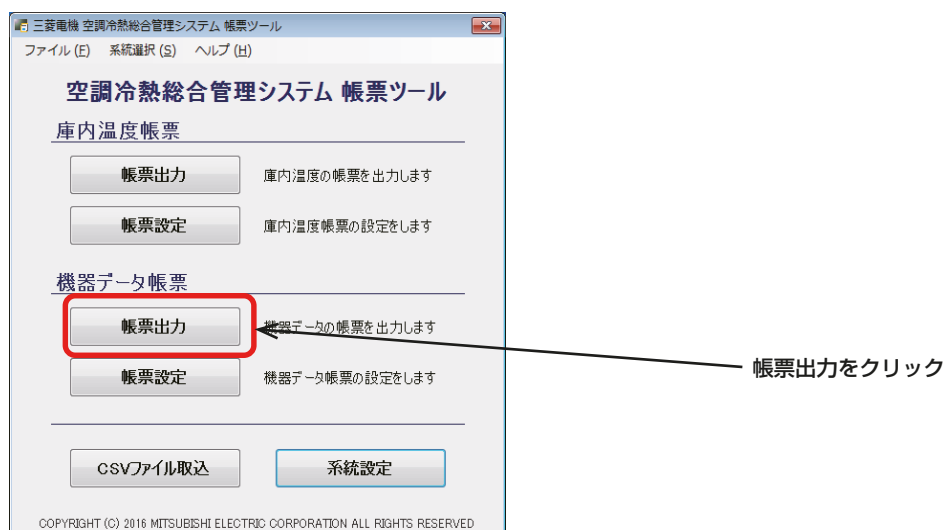 三菱電機 空調冷熱総合管理システム 帳票ツール
ファイル(F) 系統選択(S) ヘルプ(H)
空調冷熱総合管理システム 帳票ツール
庫内温度帳票
帳票出力 庫内温度の帳票を出力します
帳票設定 庫内温度帳票の設定をします
機器データ帳票
帳票出力 機器データの帳票を出力します
帳票出力をクリック
帳票設定 機器データ帳票の設定をします
CSVファイル取込 系統設定
COPYRIGHT (C) 2016 MITSUBISHI ELECTRIC CORPORATION ALL RIGHTS RESERVED